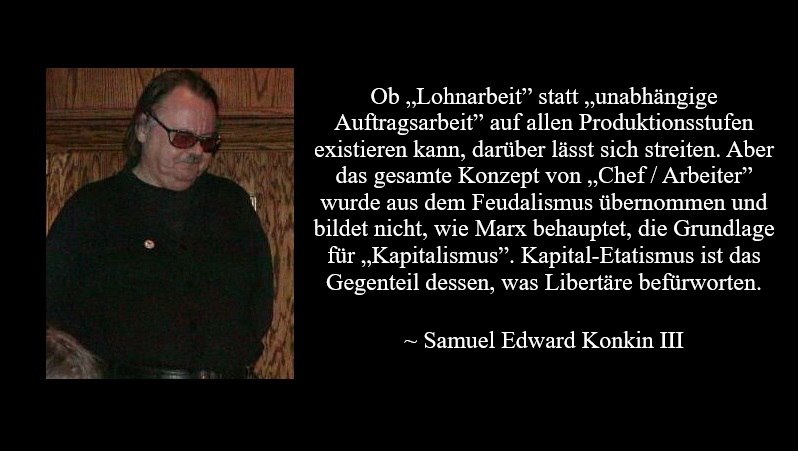 Ob „Lohnarbeit” statt „unabhängige
Auftragsarbeit” auf allen Produktionsstufen
existieren kann, darüber lässt sich streiten. Aber
das gesamte Konzept von „Chef / Arbeiter”
wurde aus dem Feudalismus übernommen und
bildet nicht, wie Marx behauptet, die Grundlage
für „Kapitalismus”. Kapital-Etatismus ist das
Gegenteil dessen, was Libertäre befürworten.
~ Samuel Edward Konkin III